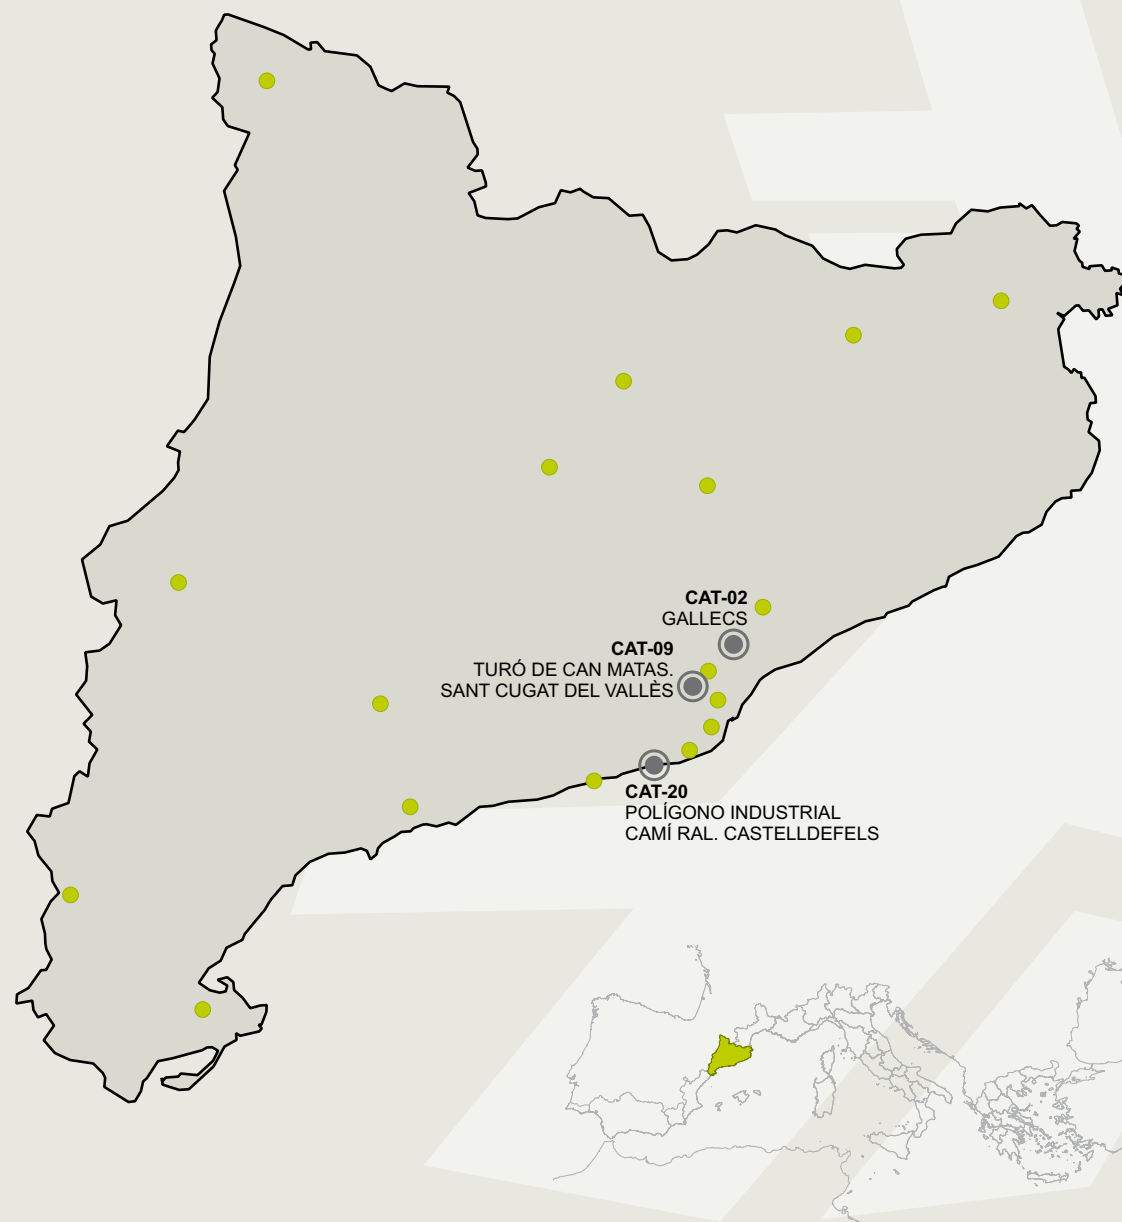 CAT-02
GALLECS
CAT-09
TURÓ DE CAN MATAS.
SANT CUGAT DEL VALLÈS
CAT-20
POLÍGONO INDUSTRIAL
CAMÍ RAL. CASTELLDEFELS